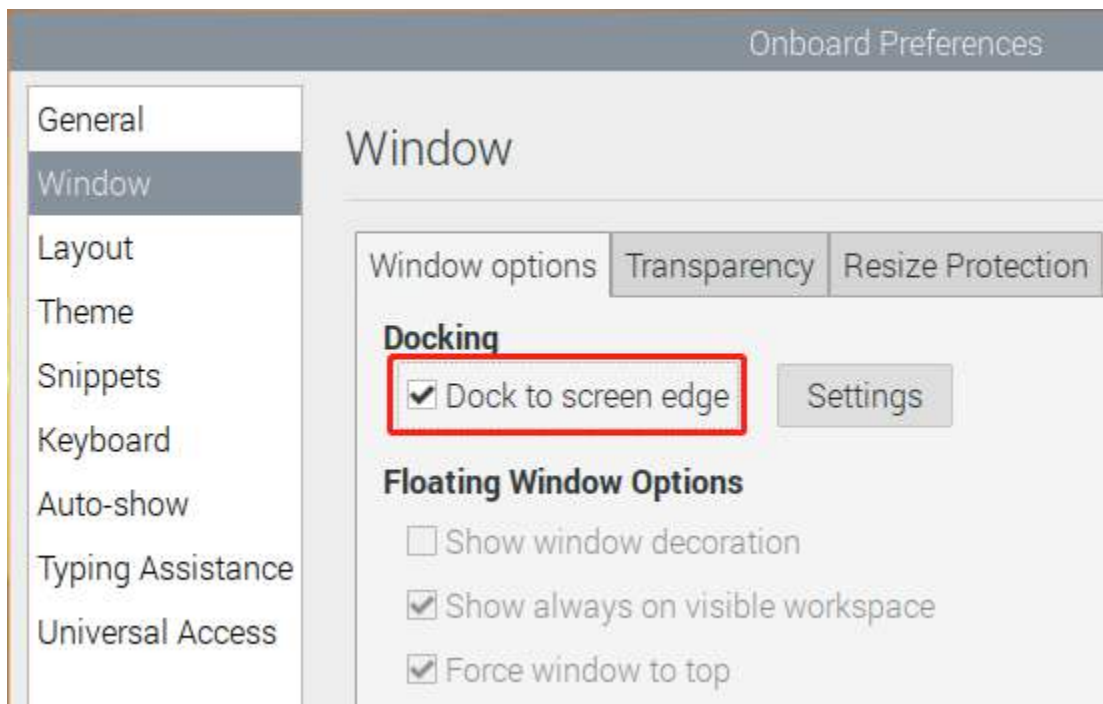 Onboard Preferences
General
Window
Layout
Theme
Snippets
Keyboard
Auto-show
Typing Assistance
Universal Access
Window
Window options Transparency Resize Protection
Docking
Dock to screen edge Settings
Floating Window Options
Show window decoration
Show always on visible workspace
Force window to top